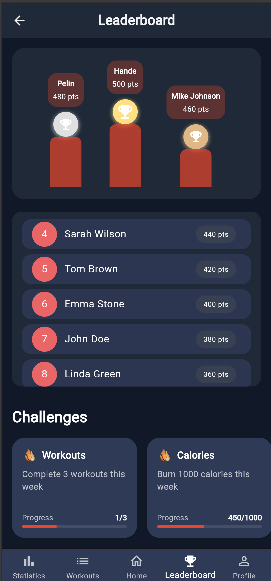 Leaderboard
Hande
500 pts
Pelin
480 pts
Mike Johnson
460 pts
4 Sarah Wilson 440 pts
5 Tom Brown 420 pts
6 Emma Stone 400 pts
7 John Doe 380 pts
8 Linda Green 360 pts
Challenges
Workouts
Complete 3 workouts this
week
Progress 1/3
Calories
Burn 1000 calories this
week
Progress 450/1000
Statistics Workouts Home Leaderboard Profile